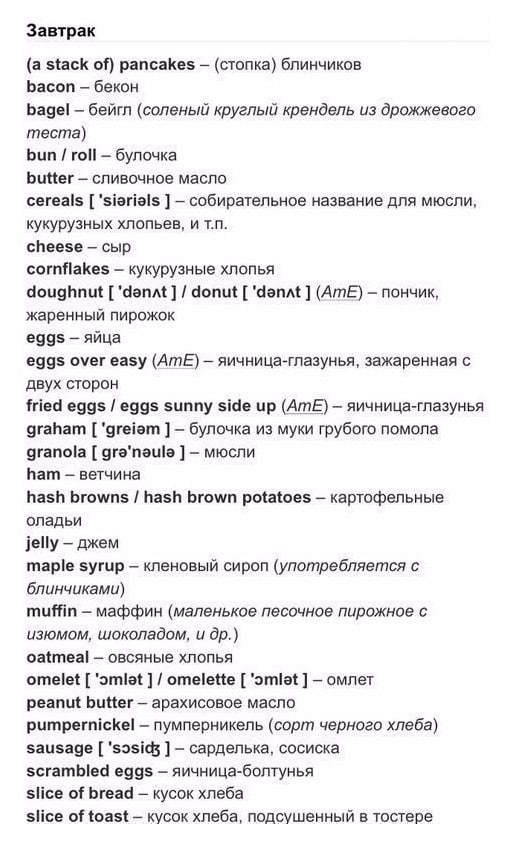 Завтрак
(a stack of) pancakes – (стопка) блинчиков
bacon – бекон
bagel – бейгл (соленый круглый крендель из дрожжевого
теста)
bun / roll – булочка
butter – сливочное масло
cereals [ 'siəriəls ] – собирательное название для мюсли,
кукурузных хлопьев, и т.п.
cheese – сыр
cornflakes – кукурузные хлопья
doughnut [ 'dənʌt ] / donut [ 'dənʌt ] (AmE) – пончик,
жаренный пирожок
eggs – яйца
eggs over easy (AmE) – яичница-глазунья, зажаренная с
двух сторон
fried eggs / eggs sunny side up (AmE) – яичница-глазунья
graham [ 'greiəm ] – булочка из муки грубого помола
granola [ grə'nəulə ] – мюсли
ham – ветчина
hash browns / hash brown potatoes – картофельные
оладьи
jelly – джем
maple syrup – кленовый сироп (употребляется с
блинчиками)
muffin – маффин (маленькое песочное пирожное с
изюмом, шоколадом, и др.)
oatmeal – овсяные хлопья
omelet [ 'ɔmlət ] / omelette [ 'ɔmlət ] – омлет
peanut butter – арахисовое масло
pumpernickel – пумперникель (сорт черного хлеба)
sausage [ 'sɔsiʤ ] – сарделька, сосиска
scrambled eggs – яичница-болтунья
slice of bread – кусок хлеба
slice of toast – кусок хлеба, подсушенный в тостере